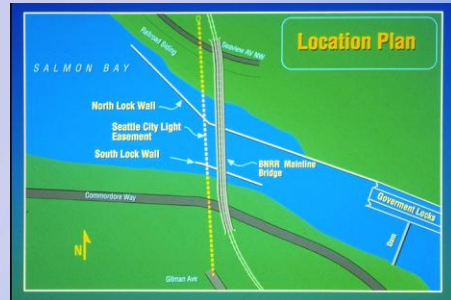 Location Plan
Railroad Siding
Seaview AV NW
SALMON BAY
North Lock Wall
Seattle City Light
Easement
South Lock Wall
BNRR Mainline
Bridge
Goverment Locks
Dam
Commordore Way
N
Gilman Ave